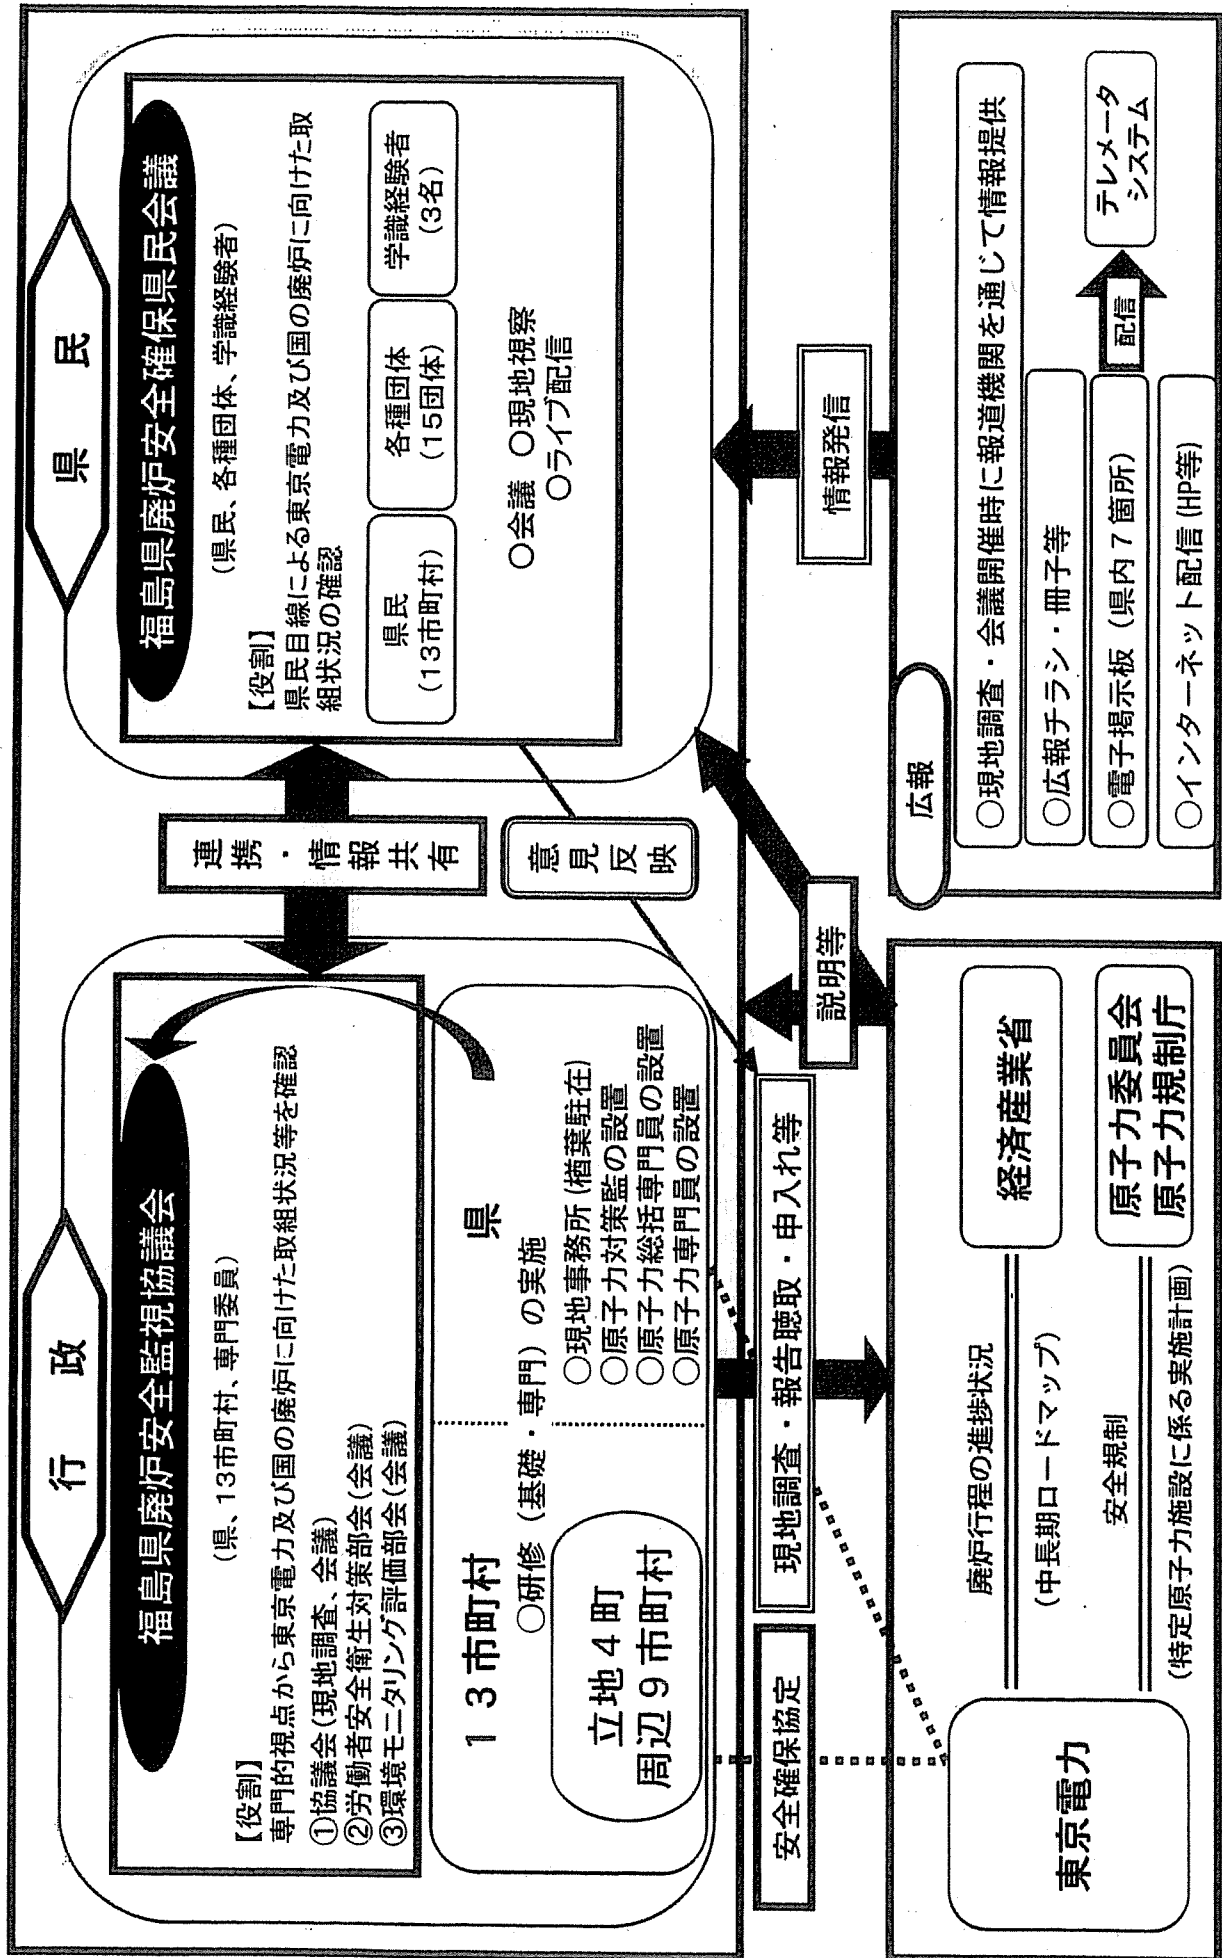 行　政
福島県廃炉安全監視協議会
（県、13市町村、専門委員）
【役割】
専門的視点から東京電力及び国の廃炉に向けた取組状況等を確認
①協議会（現地調査、会議）
②労働者安全衛生対策部会（会議）
③環境モニタリング評価部会（会議）
１３市町村
県
○研修（基礎・専門）の実施
立地４町
周辺９市町村
○現地事務所（楢葉駐在）
○原子力対策監の設置
○原子力総括専門員の設置
○原子力専門員の設置
連携・情報共有
意見反映
県　民
福島県廃炉安全確保県民会議
（県民、各種団体、学識経験者）
【役割】
県民目線による東京電力及び国の廃炉に向けた取
組状況の確認
県民
（13市町村）
各種団体
（15団体）
学識経験者
（3名）
○会議　○現地視察
○ライブ配信
安全確保協定
現地調査・報告聴取・申入れ等
説明等
情報発信
東京電力
廃炉行程の進捗状況
（中長期ロードマップ）
安全規制
（特定原子力施設に係る実施計画）
経済産業省
原子力委員会
原子力規制庁
広報
○現地調査・会議開催時に報道機関を通じて情報提供
○広報チラシ・冊子等
○電子掲示板（県内７箇所）
配信
テレメータ
システム
○インターネット配信（HP等）